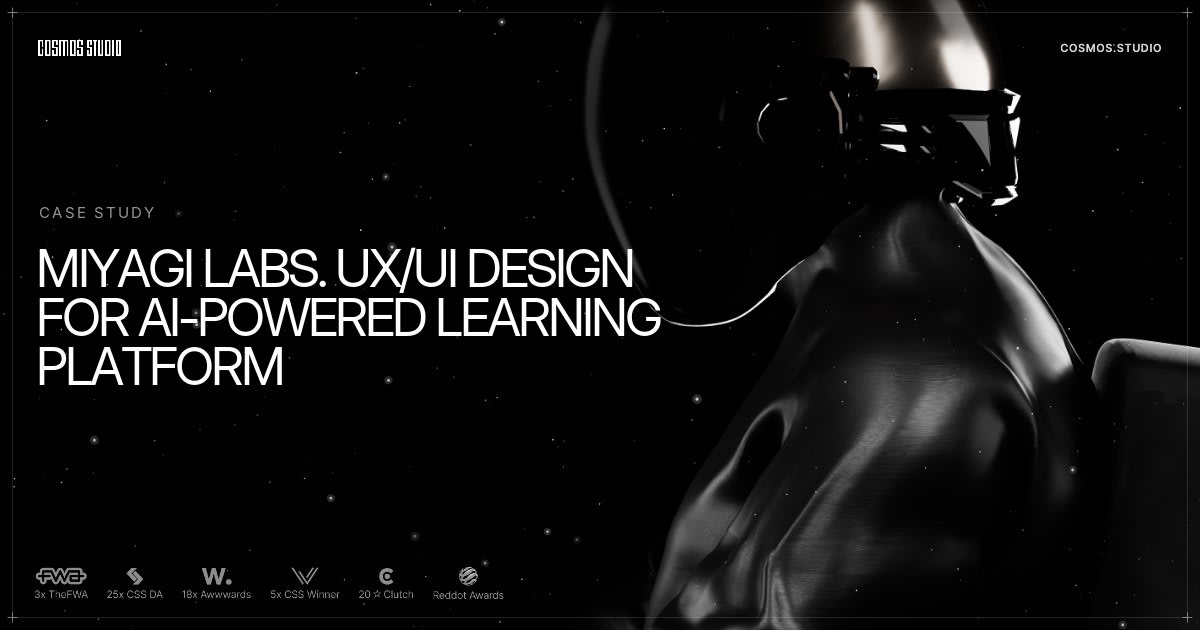 COSMOS STUDIO
COSMOS.STUDIO
CASE STUDY
MIYAGI LABS. UX/UI DESIGN
FOR AI-POWERED LEARNING
PLATFORM
FWA W.
3x TheFWA 25x CSS DA 18x Awwwards 5x CSS Winner 20 ☆ Clutch Reddot Awards